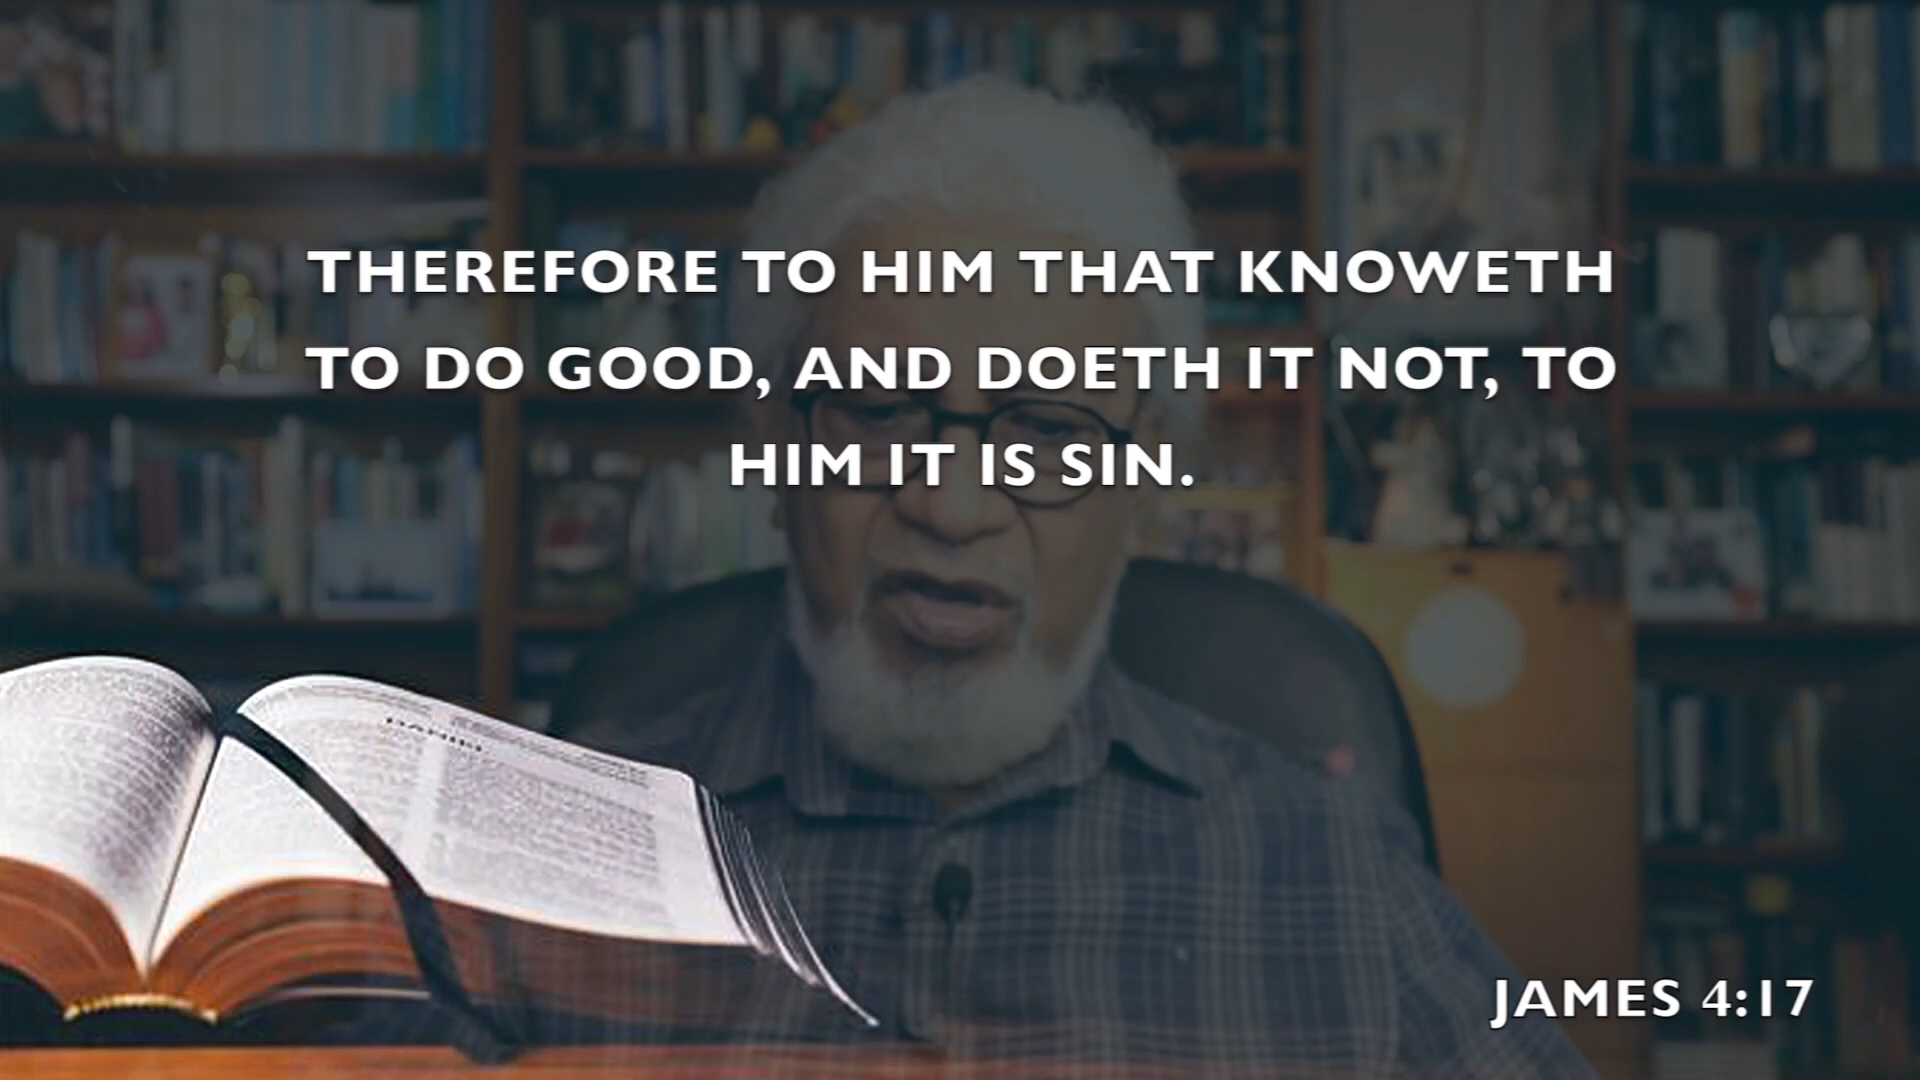 THEREFORE TO HIM THAT KNOWETH
TO DO GOOD, AND DOETH IT NOT, TO
HIM IT IS SIN.
DANIEL
JAMES 4:17